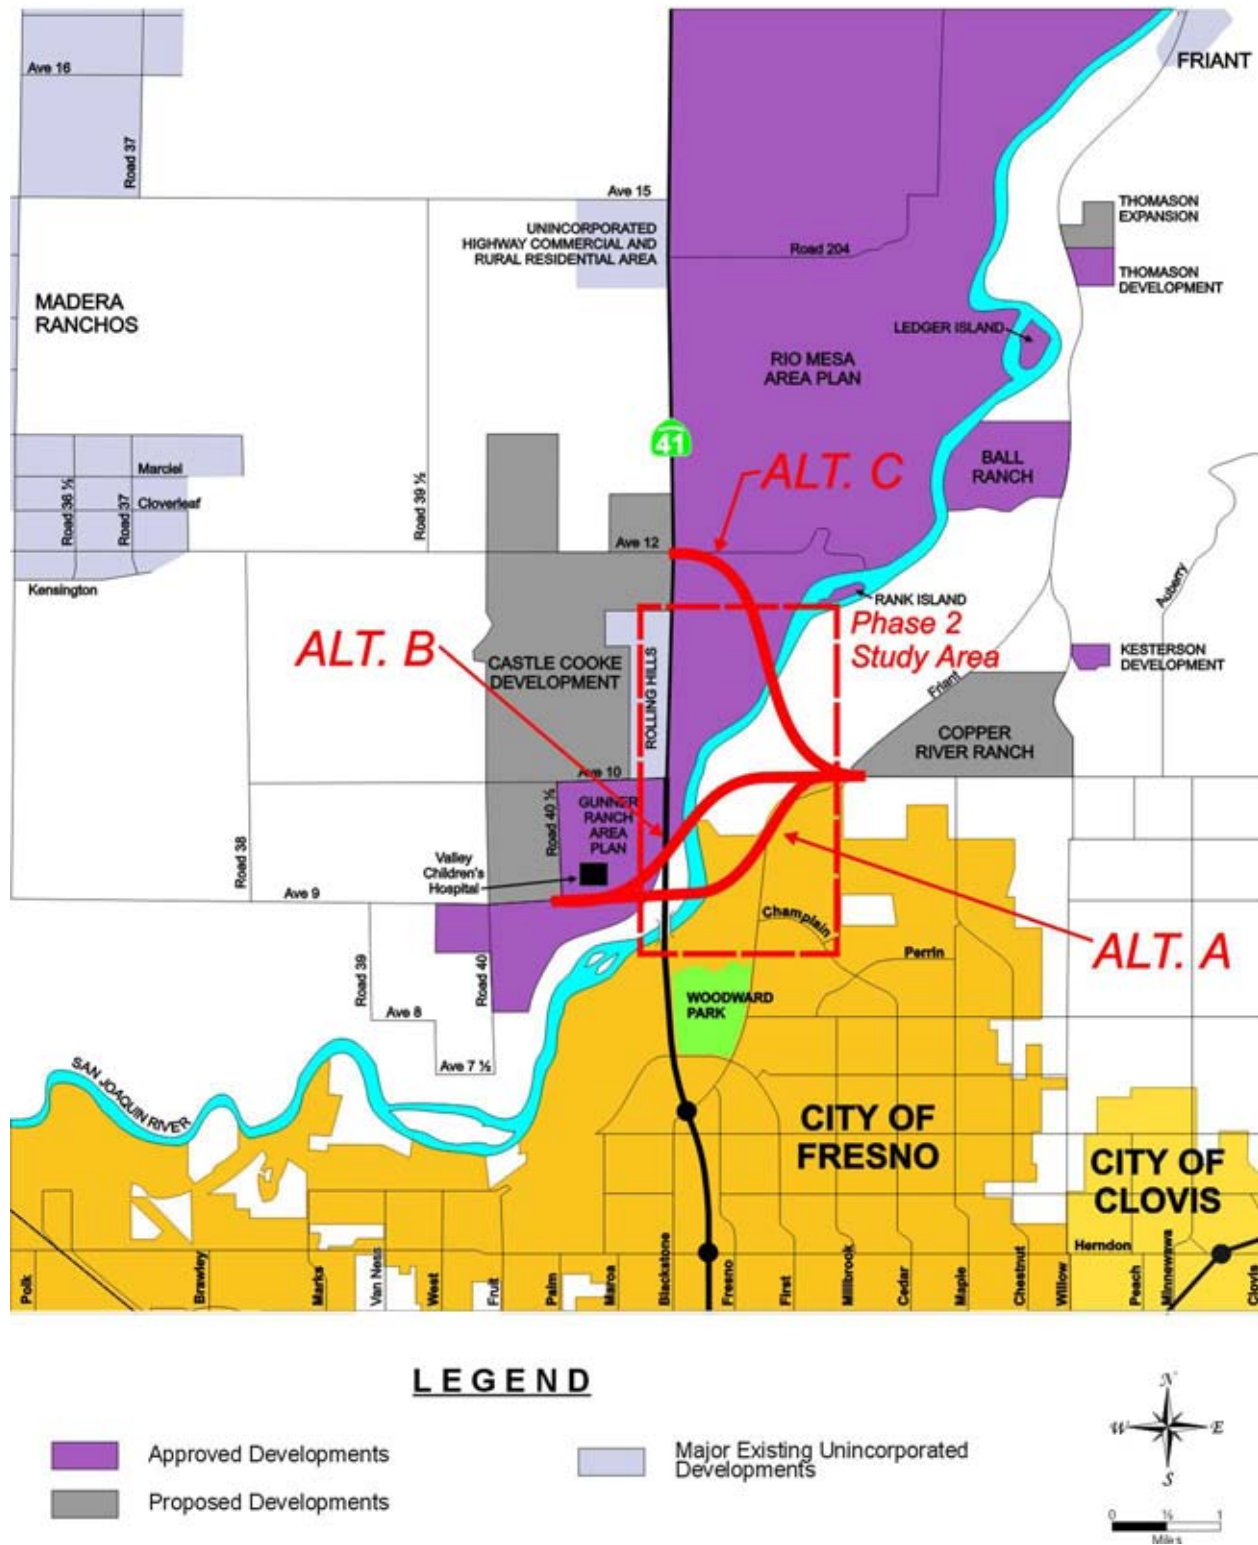 FRIANT
Ave 16
Road 37
Ave 15
UNINCORPORATED
HIGHWAY COMMERCIAL AND
RURAL RESIDENTIAL AREA
Road 204
THOMASON
EXPANSION
THOMASON
DEVELOPMENT
MADERA
RANCHOS
LEDGER ISLAND
RIO MESA
AREA PLAN
41
ALT. C
BALL
RANCH
Marciel
Cloverleaf
Road 36 ½
Road 37
Road 39 ½
Kensington
Ave 12
RANK ISLAND
Phase 2
Study Area
Auberry
ALT. B
CASTLE COOKE
DEVELOPMENT
ROLLING HILLS
KESTERSON
DEVELOPMENT
Friant
COPPER
RIVER RANCH
Ave 10
GUNNER
RANCH
AREA
PLAN
Road 40 ½
Road 38
Valley
Children's
Hospital
Ave 9
Champlain
Perrin
ALT. A
Road 39
Road 40
Ave 8
Ave 7 ½
WOODWARD
PARK
SAN JOAQUIN RIVER
CITY OF
FRESNO
CITY OF
CLOVIS
Herndon
Polk
Brawley
Marks
Van Ness
West
Fruit
Palm
Maroa
Blackstone
Fresno
First
Millbrook
Cedar
Maple
Chestnut
Willow
Peach
Minnewawa
Clovis
LEGEND
Approved Developments
Proposed Developments
Major Existing Unincorporated
Developments
N
W E
S
0 ½ 1
Miles